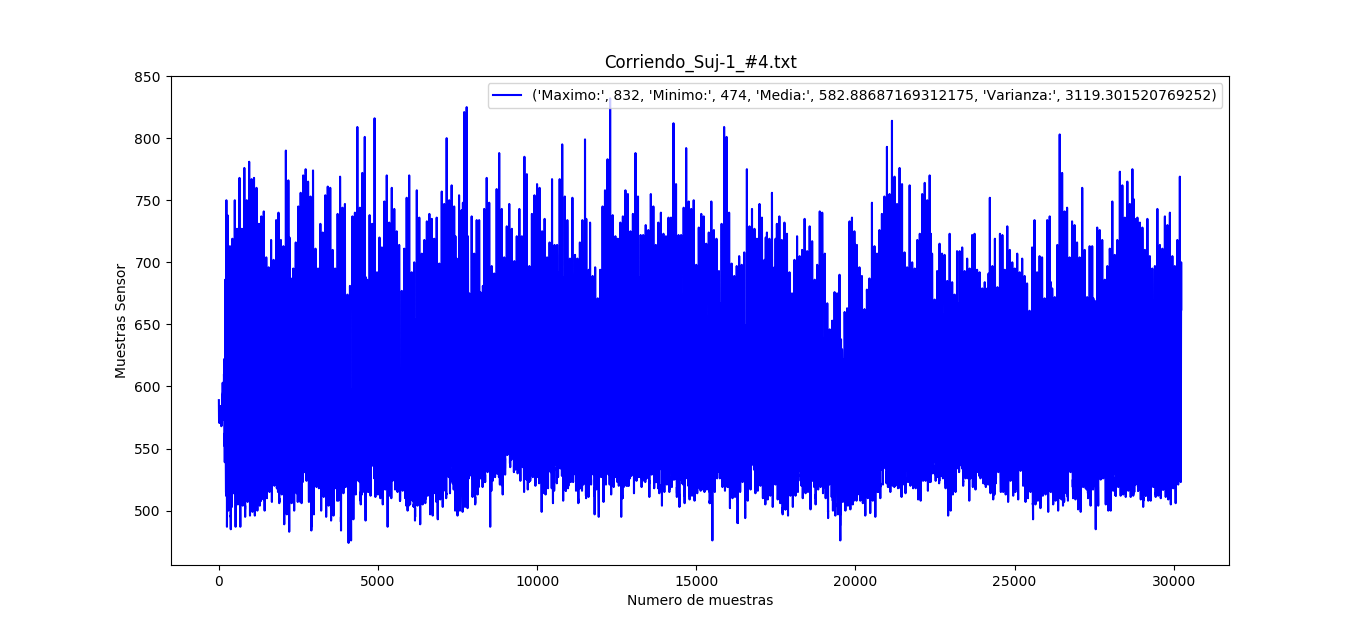 Corriendo_Suj-1_#4.txt
('Maximo:', 832, 'Minimo:', 474, 'Media:', 582.88687169312175, 'Varianza:', 3119.301520769252)
Muestras Sensor
850
800
750
700
650
600
550
500
0 5000 10000 15000 20000 25000 30000
Numero de muestras